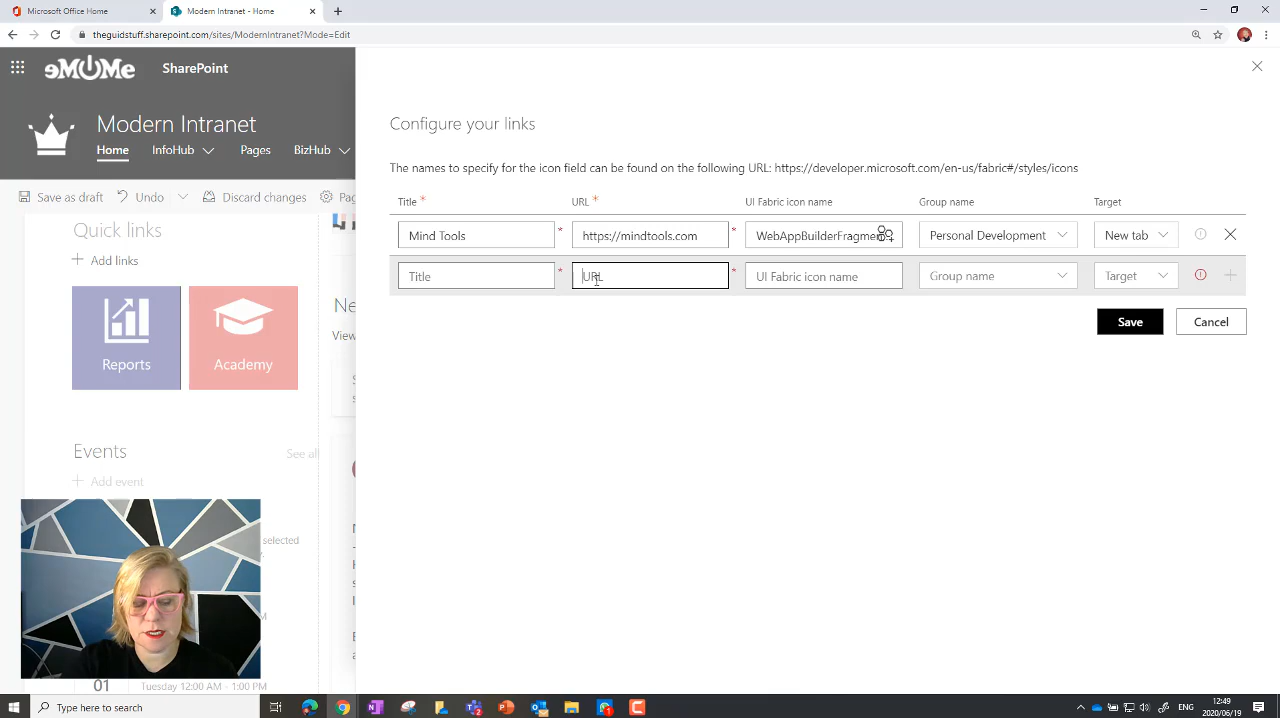 Microsoft Office Home
Modern Intranet - Home
theguidstuff.sharepoint.com/sites/ModernIntranet?Mode=Edit
SharePoint
Modern Intranet
Home InfoHub Pages BizHub
Save as draft Undo Discard changes
Quick links
Add links
Reports Academy
View
Events See all
Add event
selected
01 Tuesday 12:00 AM - 1:00 PM
Configure your links
The names to specify for the icon field can be found on the following URL: https://developer.microsoft.com/en-us/fabric#/styles/icons
Title * URL * UI Fabric icon name Group name Target
Mind Tools * https://mindtools.com * WebAppBuilderFragment Personal Development New tab
Title * URL * UI Fabric icon name Group name Target
Save Cancel
Type here to search
ENG
12:49
2020/06/19